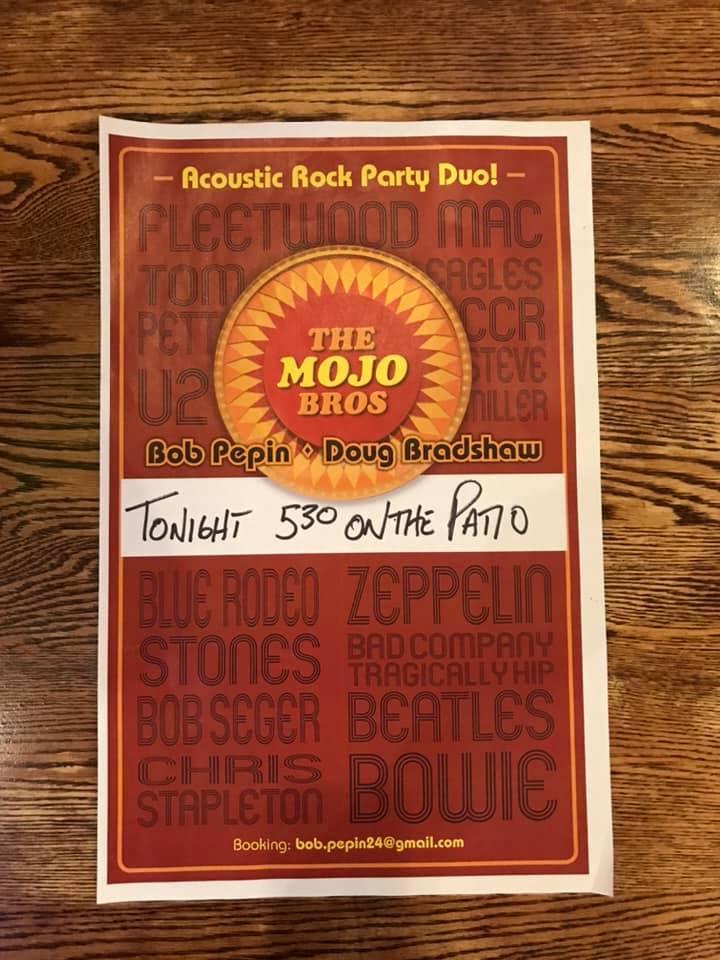 – Acoustic Rock Party Duo! –
FLEETWOOD MAC
TOM
PETT
U2
EAGLES
CCR
STEVE
MILLER
THE
MOJO
BROS
Bob Pepin • Doug Bradshaw
TONIGHT 530 ON THE PATIO
BLUE RODEO
STONES
BOB SEGER
CHRIS
STAPLETON
ZEPPELIN
BAD COMPANY
TRAGICALLY HIP
BEATLES
BOWIE
Booking: bob.pepin24@gmail.com